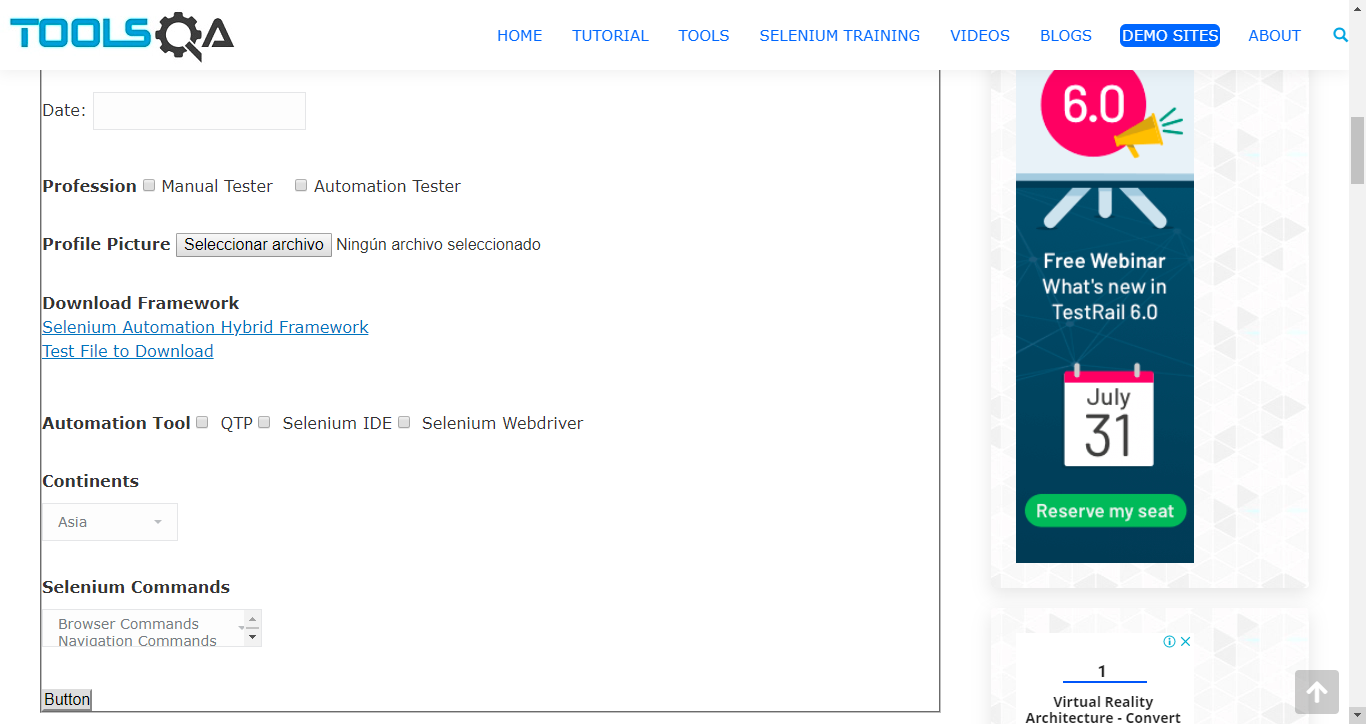 TOOLSQA
HOME TUTORIAL TOOLS SELENIUM TRAINING VIDEOS BLOGS DEMO SITES ABOUT
Date:
Profession Manual Tester Automation Tester
Profile Picture Seleccionar archivo Ningún archivo seleccionado
Download Framework
Selenium Automation Hybrid Framework
Test File to Download
Automation Tool QTP Selenium IDE Selenium Webdriver
Continents
Asia
Selenium Commands
Browser Commands
Navigation Commands
Button
6.0
Free Webinar
What's new in
TestRail 6.0
July
31
Reserve my seat
1
Virtual Reality
Architecture - Convert